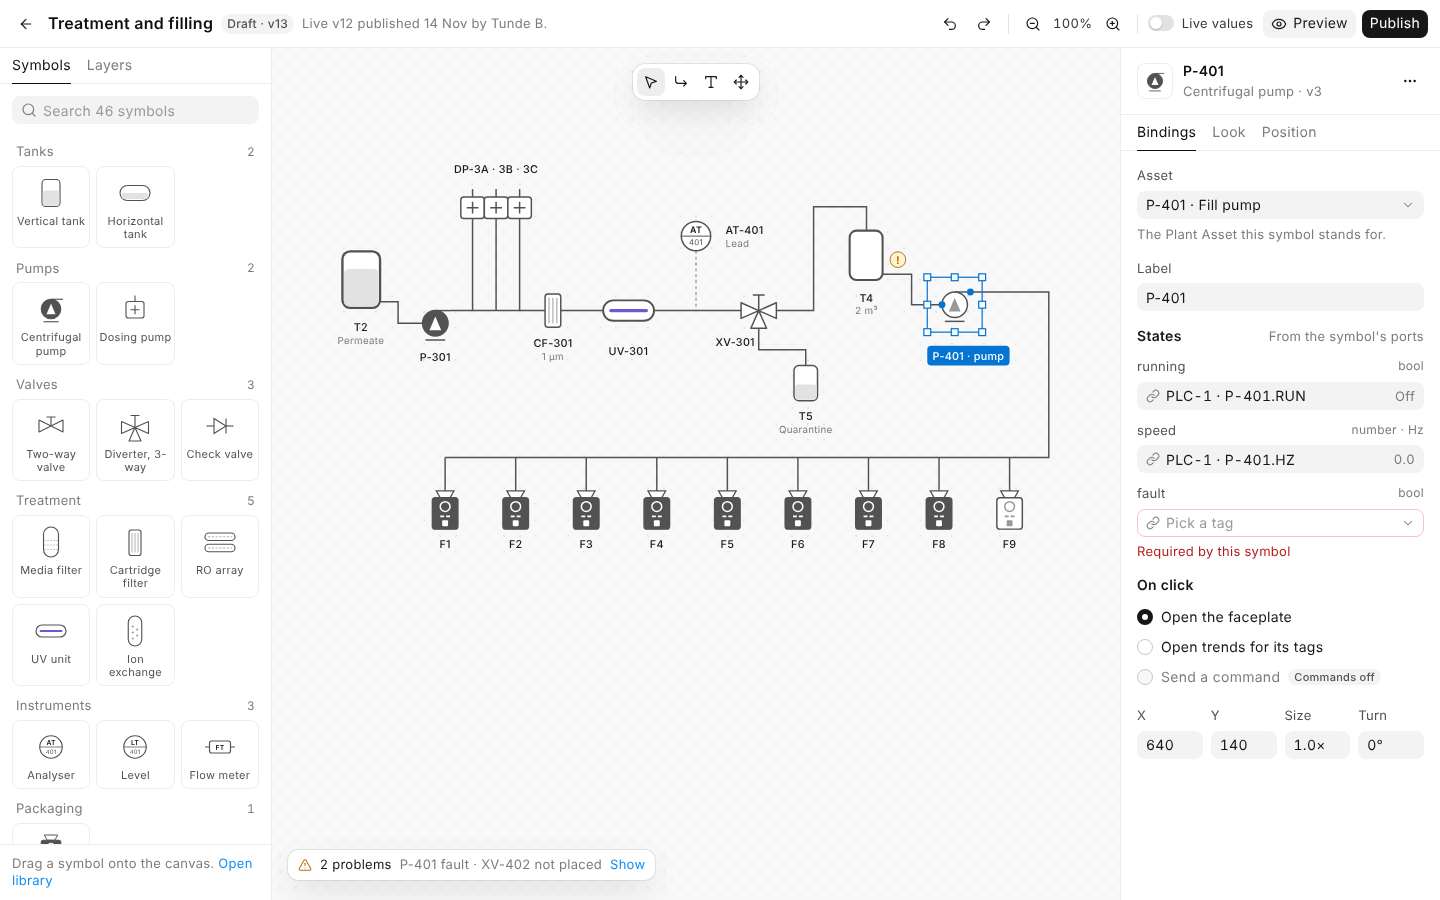 Treatment and filling
Draft · v13
Live v12 published 14 Nov by Tunde B.
100%
Live values
Preview
Publish
Symbols
Layers
Search 46 symbols
Tanks
2
Vertical tank
Horizontal
tank
Pumps
2
Centrifugal
pump
Dosing pump
Valves
3
Two-way
valve
Diverter, 3-
way
Check valve
Treatment
5
Media filter
Cartridge
filter
RO array
UV unit
Ion
exchange
Instruments
3
AT
401
Analyser
LT
401
Level
FT
Flow meter
Packaging
1
Drag a symbol onto the canvas. Open
library
DP-3A · 3B · 3C
AT
401
AT-401
Lead
T2
Permeate
P-301
CF-301
1 µm
UV-301
XV-301
T5
Quarantine
T4
2 m³
!
P-401 · pump
F1
F2
F3
F4
F5
F6
F7
F8
F9
2 problems
P-401 fault · XV-402 not placed
Show
P-401
Centrifugal pump · v3
Bindings
Look
Position
Asset
P-401 · Fill pump
The Plant Asset this symbol stands for.
Label
P-401
States
From the symbol's ports
running
bool
PLC-1 · P-401.RUN
Off
speed
number · Hz
PLC-1 · P-401.HZ
0.0
fault
bool
Pick a tag
Required by this symbol
On click
Open the faceplate
Open trends for its tags
Send a command
Commands off
X
Y
Size
Turn
640
140
1.0×
0°